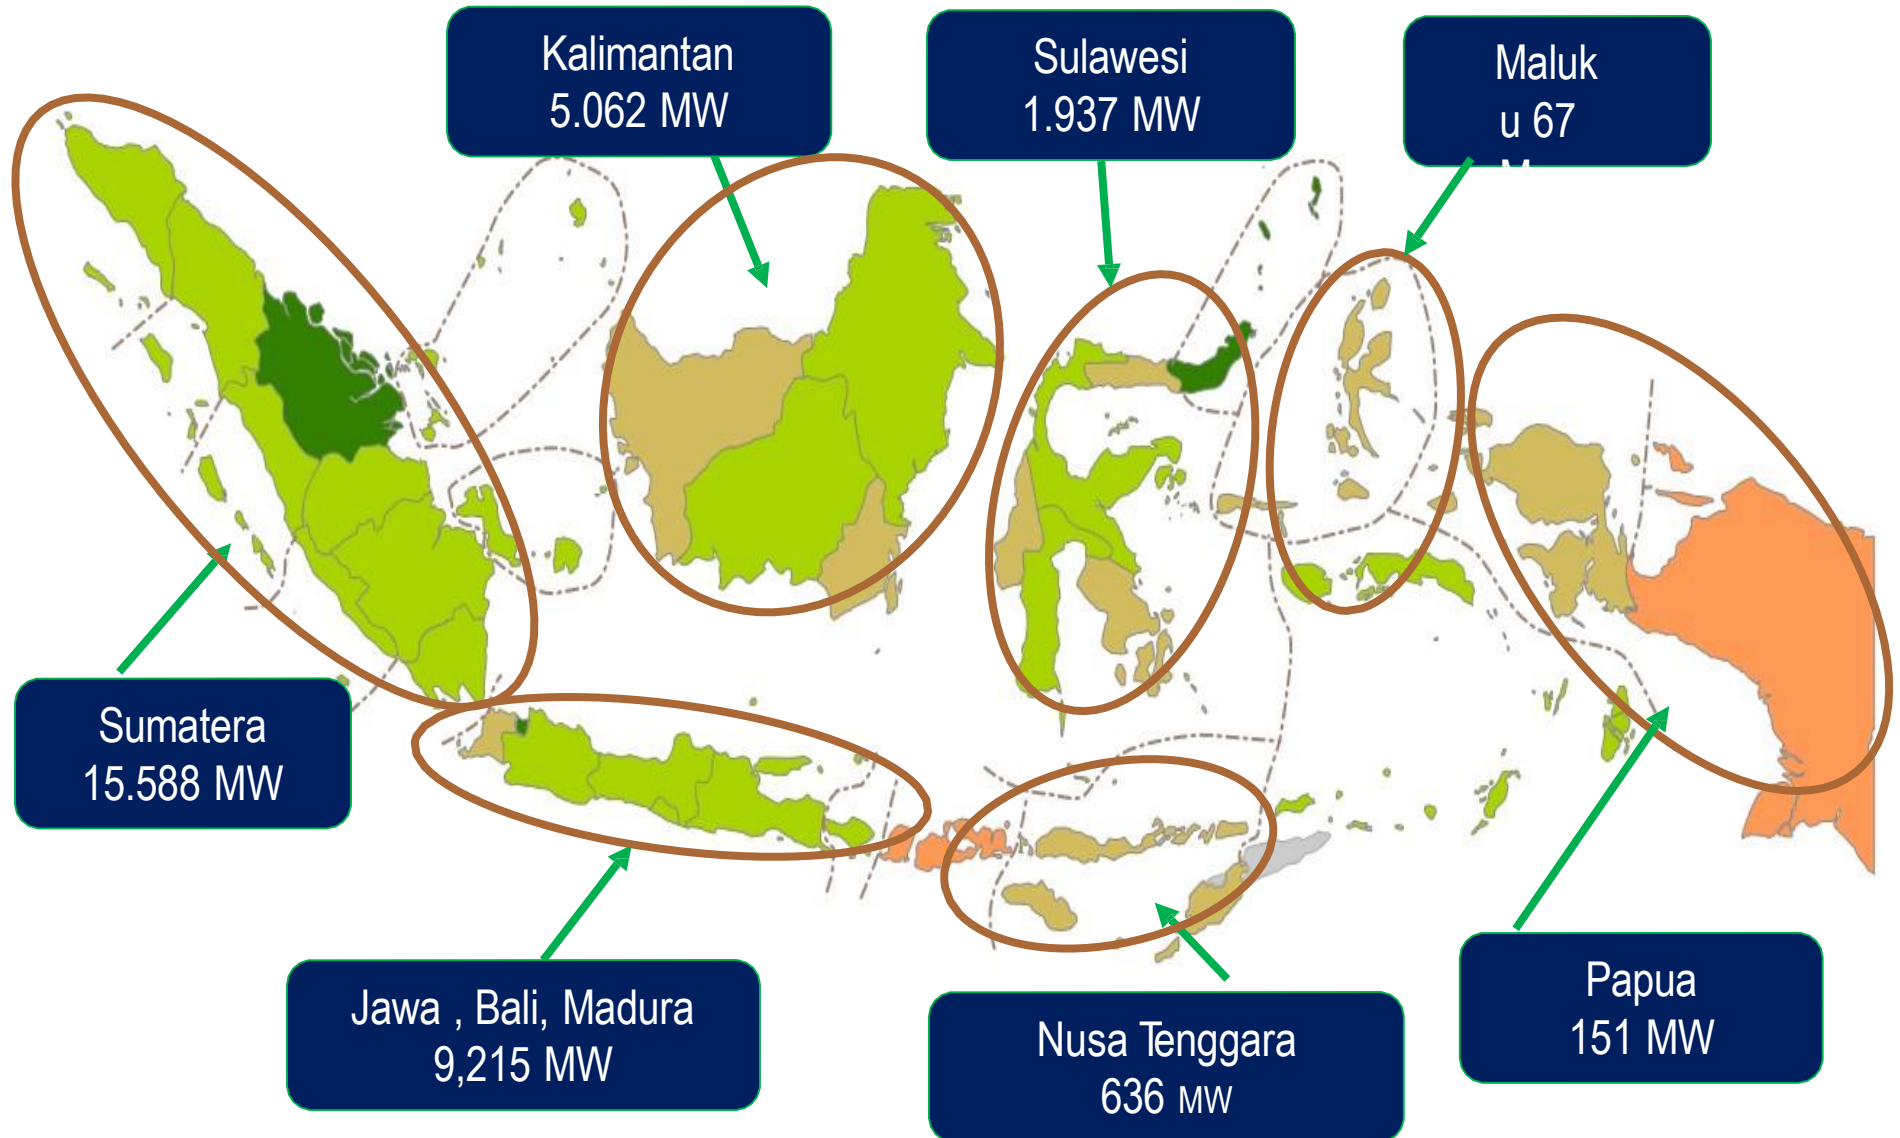 Kalimantan
5.062 MW
Sulawesi
1.937 MW
Maluk
u 67
Sumatera
15.588 MW
Jawa , Bali, Madura
9,215 MW
Nusa Tenggara
636 MW
Papua
151 MW